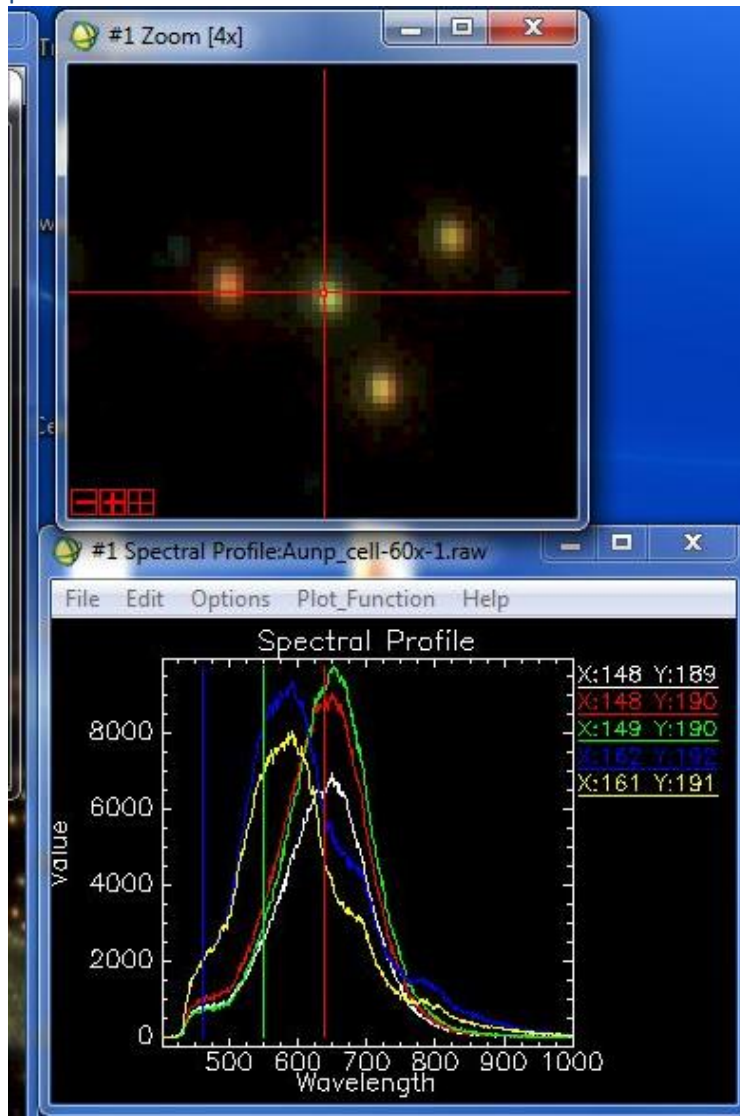 #1 Zoom [4x]
#1 Spectral Profile:Aunp_cell-60x-1.raw
File Edit Options Plot_Function Help
Spectral Profile
X:148 Y:189
X:148 Y:190
X:149 Y:190
X:162 Y:192
X:161 Y:191
8000
6000
4000
2000
0
Value
500 600 700 800 900 1000
Wavelength